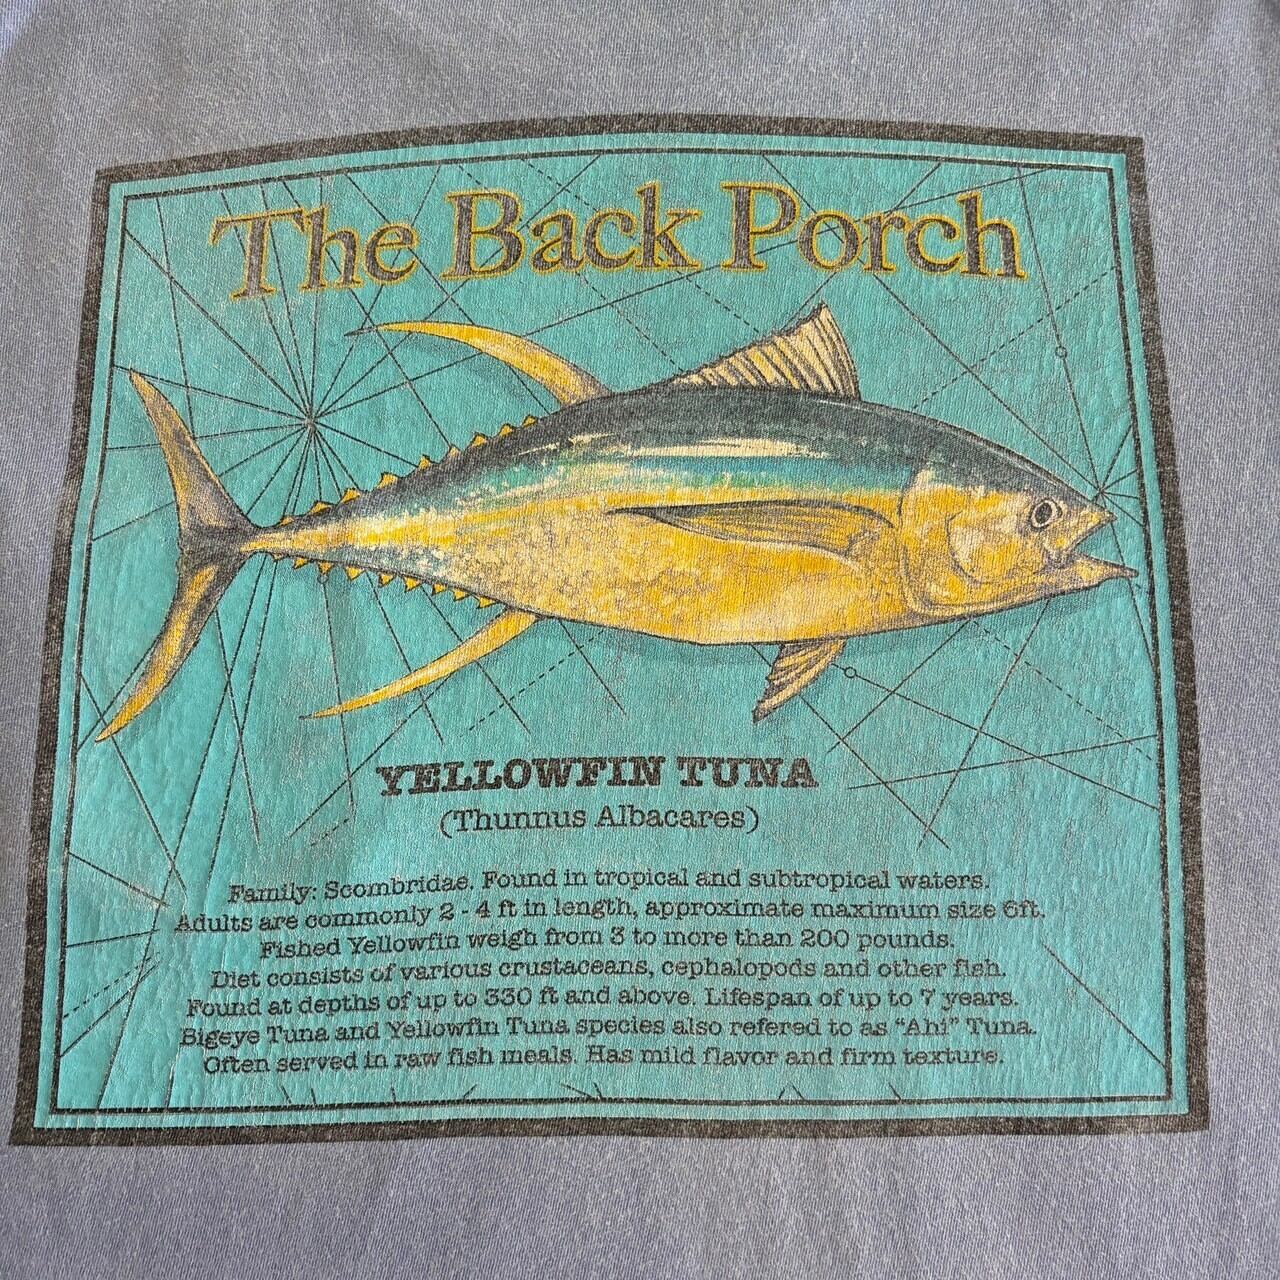 The Back Porch
YELLOWFIN TUNA
(Thunnus Albacares)
Family: Scombridae. Found in tropical and subtropical waters.
Adults are commonly 2 - 4 ft in length, approximate maximum size 6ft.
Fished Yellowfin weigh from 3 to more than 200 pounds.
Diet consists of various crustaceans, cephalopods and other fish.
Found at depths of up to 330 ft and above. Lifespan of up to 7 years.
Bigeye Tuna and Yellowfin Tuna species also refered to as “Ahi” Tuna.
Often served in raw fish meals. Has mild flavor and firm texture.